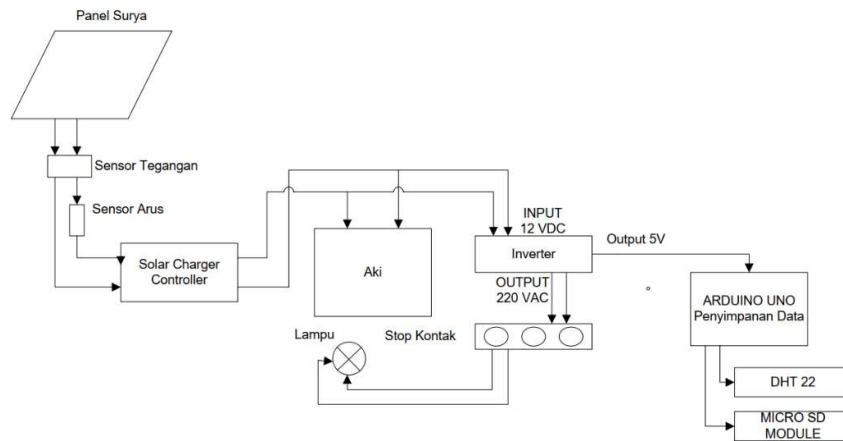 Panel Surya
Sensor Tegangan
Sensor Arus
Solar Charger
Controller
Aki
INPUT
12 VDC
Inverter
Output 5V
OUTPUT
220 VAC
ARDUINO UNO
Penyimpanan Data
Lampu
Stop Kontak
DHT 22
MICRO SD
MODULE